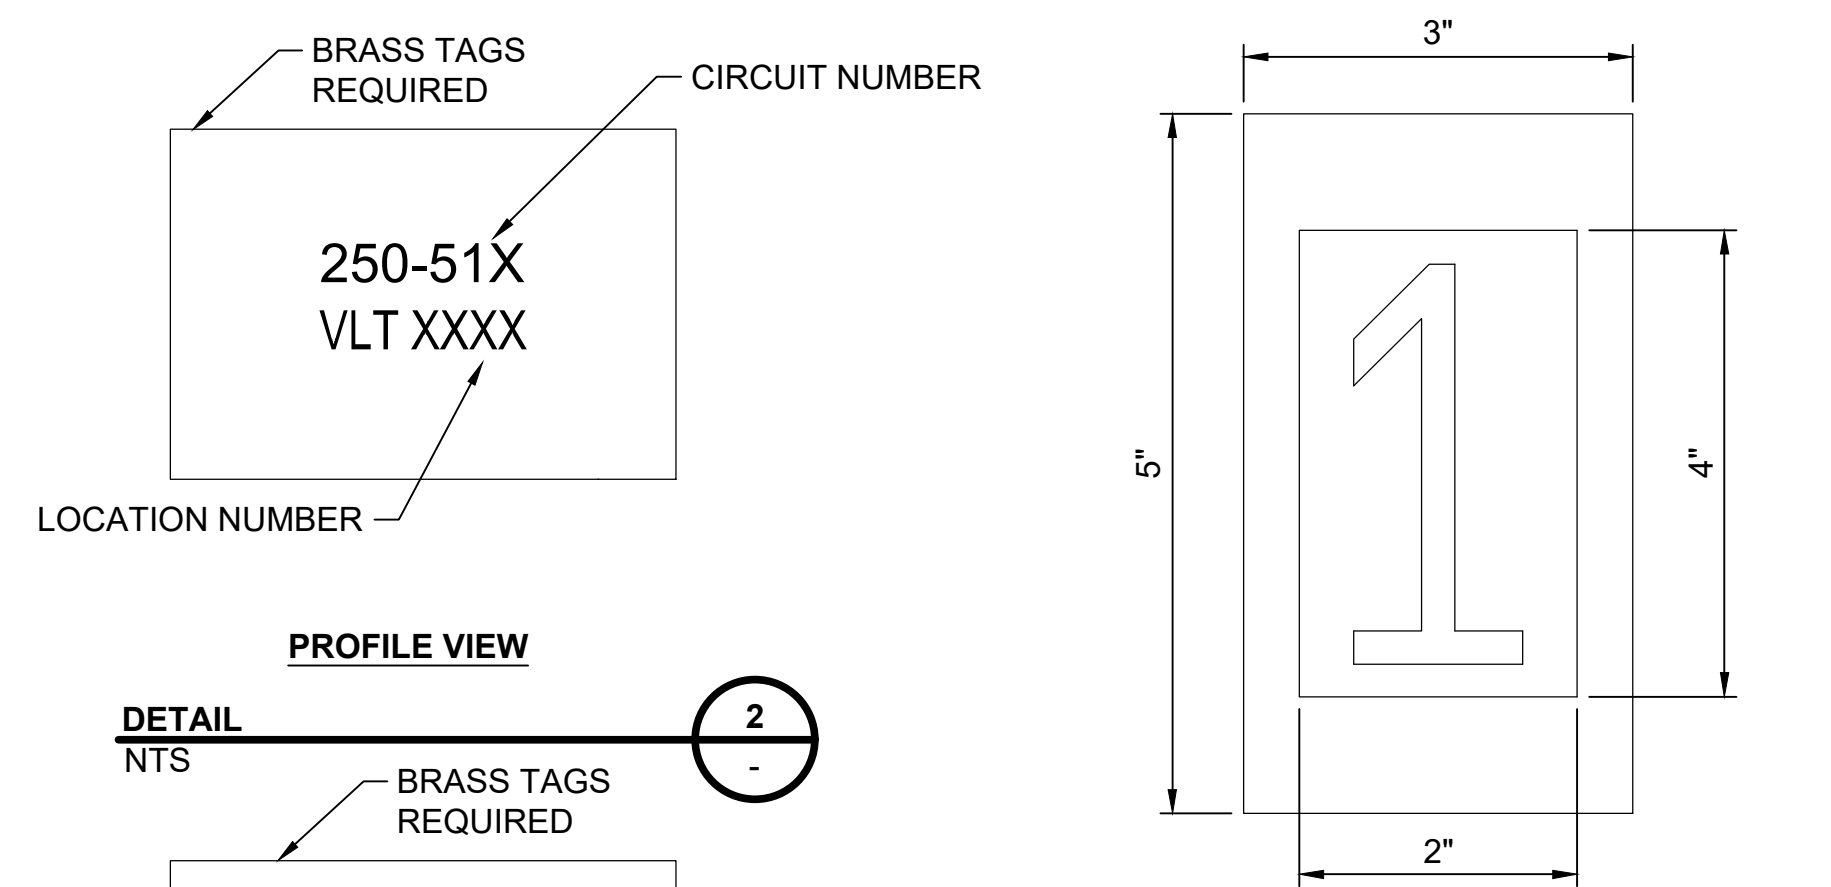 BRASS TAGS
REQUIRED
CIRCUIT NUMBER
250-51X
VLT XXXX
LOCATION NUMBER
PROFILE VIEW
DETAIL
NTS
2
-
BRASS TAGS
REQUIRED
3"
5"
1
4"
2"